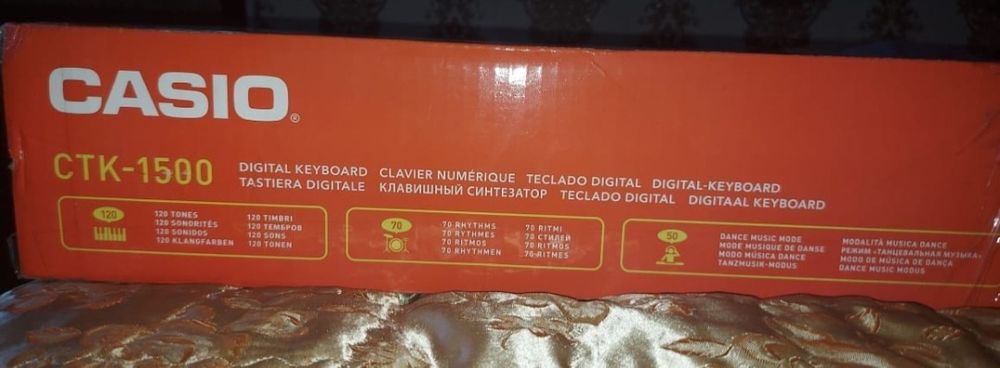 CASIO®
CTK-1500
DIGITAL KEYBOARD CLAVIER NUMÉRIQUE TECLADO DIGITAL DIGITAL-KEYBOARD
TASTIERA DIGITALE КЛАВИШНЫЙ СИНТЕЗАТОР TECLADO DIGITAL DIGITAAL KEYBOARD
120
120 TONES
120 SONORITÉS
120 SONIDOS
120 KLANGFARBEN
120 TIMBRI
120 ТЕМБРОВ
120 SONS
120 TONEN
70
70 RHYTHMS
70 RYTHMES
70 RITMOS
70 RHYTHMEN
70 RITMI
70 СТИЛЕЙ
70 RITMOS
70 RITMES
50
DANCE MUSIC MODE
MODE MUSIQUE DE DANSE
MODO MÚSICA DANCE
TANZMUSIK-MODUS
MODALITÀ MUSICA DANCE
РЕЖИМ «ТАНЦЕВАЛЬНАЯ МУЗЫКА»
MODO DE MÚSICA DE DANÇA
DANCE MUSIC MODUS